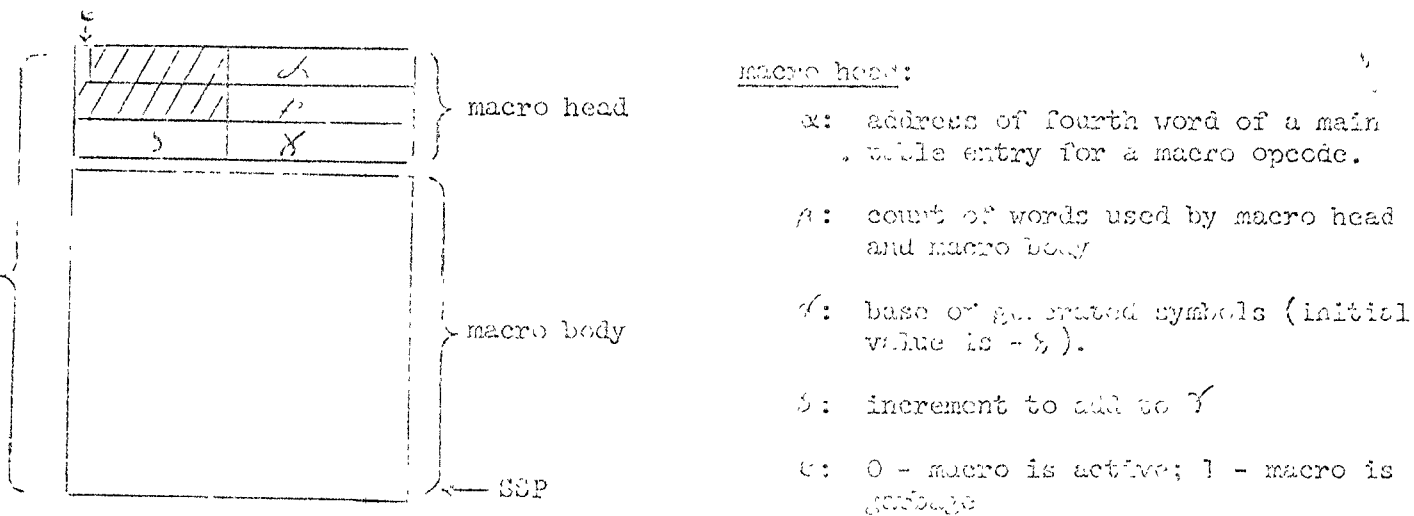 ε
α
macro head
β
δ γ
macro body
SSP
macro head:
α: address of fourth word of a main
table entry for a macro opcode.
β: count of words used by macro head
and macro body
γ: base of generated symbols (initial
value is - δ ).
δ: increment to add to γ
ε: 0 - macro is active; 1 - macro is
garbage